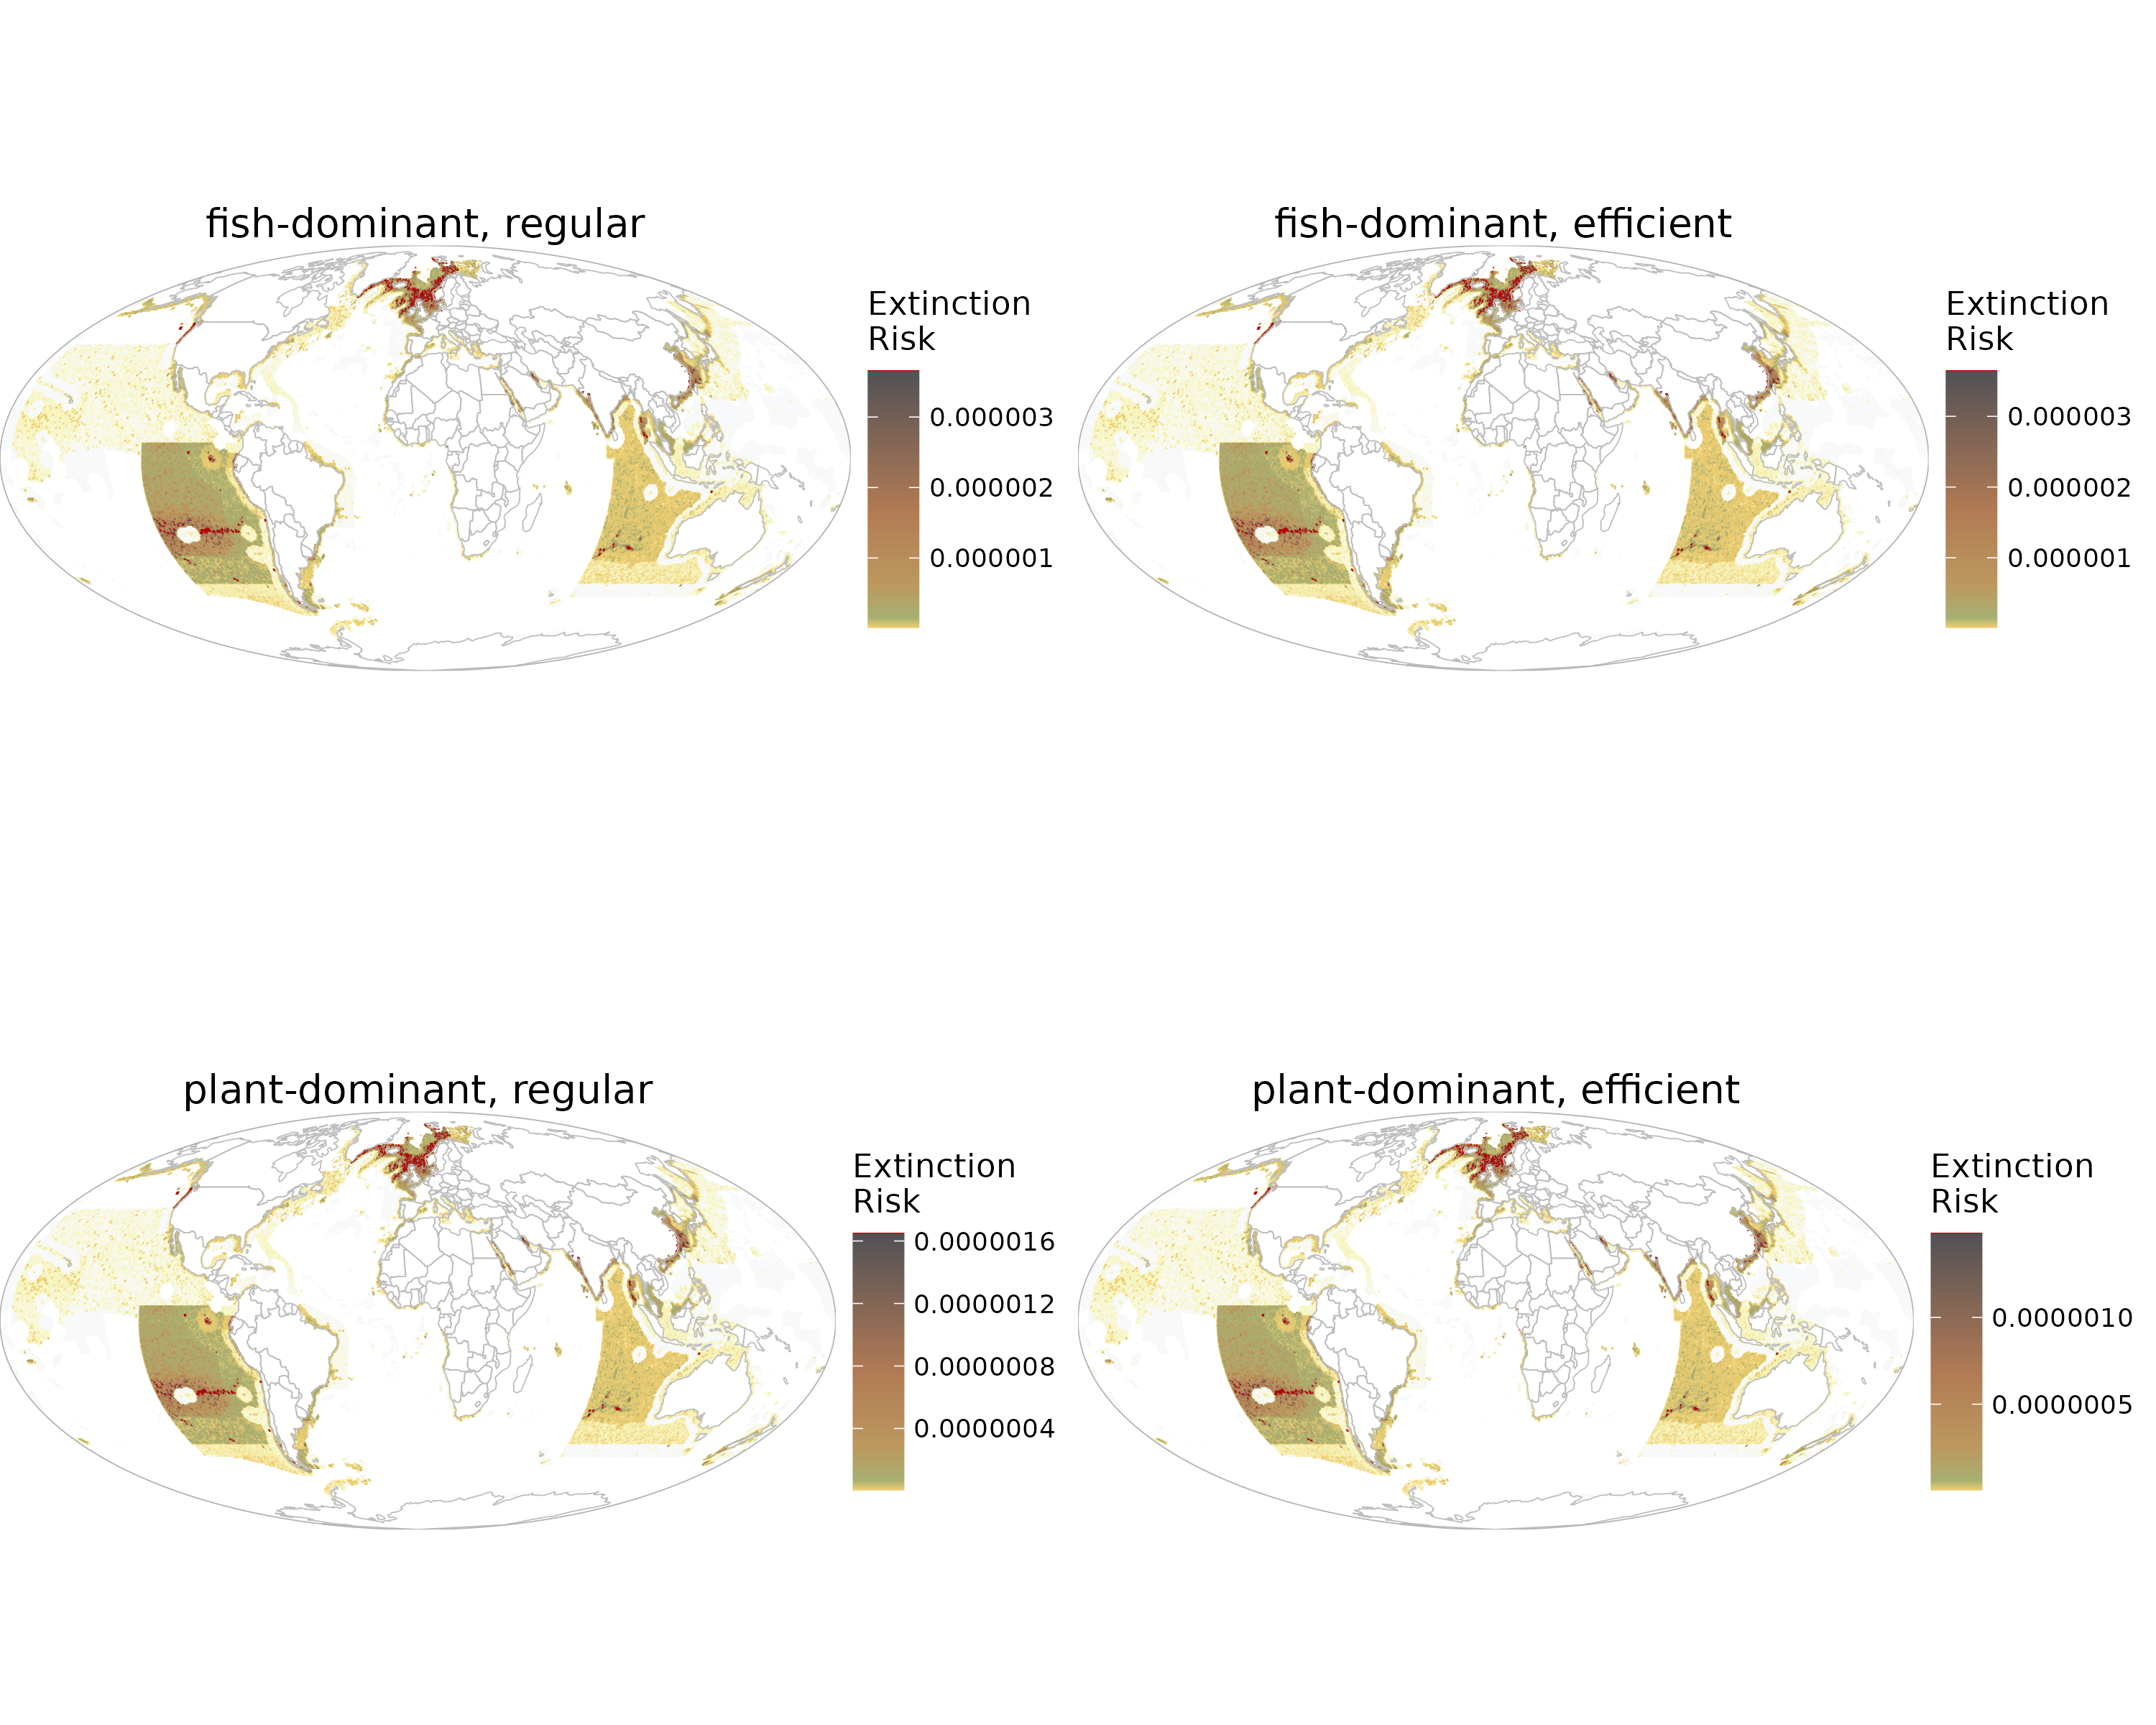 fish-dominant, regular
Extinction
Risk
0.000003
0.000002
0.000001
fish-dominant, efficient
Extinction
Risk
0.000003
0.000002
0.000001
plant-dominant, regular
Extinction
Risk
0.0000016
0.0000012
0.0000008
0.0000004
plant-dominant, efficient
Extinction
Risk
0.0000010
0.0000005